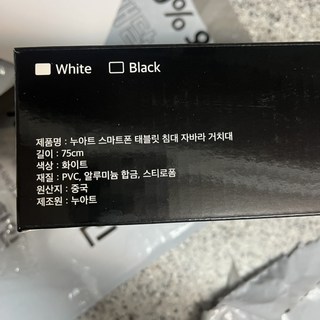 White Black
제품명 : 누아트 스마트폰 태블릿 침대 자바라 거치대
길이 : 75cm
색상 : 화이트
재질 : PVC, 알루미늄 합금, 스티로폼
원산지 : 중국
제조원 : 누아트